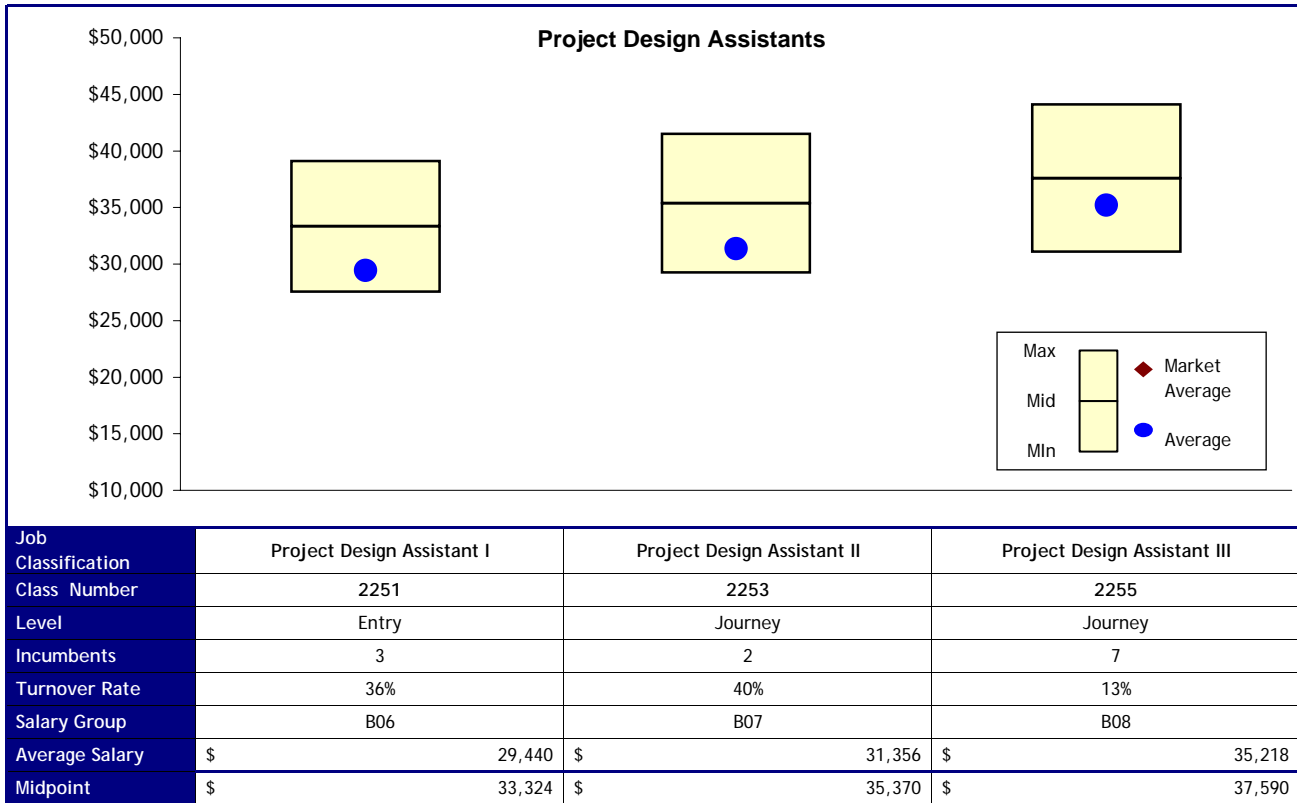 Project Design Assistants
$50,000
$45,000
$40,000
$35,000
$30,000
$25,000
$20,000
$15,000
$10,000
Max
Mid
MIn
Market
Average
Average
Job
Classification Project Design Assistant I Project Design Assistant II Project Design Assistant III
Class Number 2251 2253 2255
Level Entry Journey Journey
Incumbents 3 2 7
Turnover Rate 36% 40% 13%
Salary Group B06 B07 B08
Average Salary $ 29,440 $ 31,356 $ 35,218
Midpoint $ 33,324 $ 35,370 $ 37,590